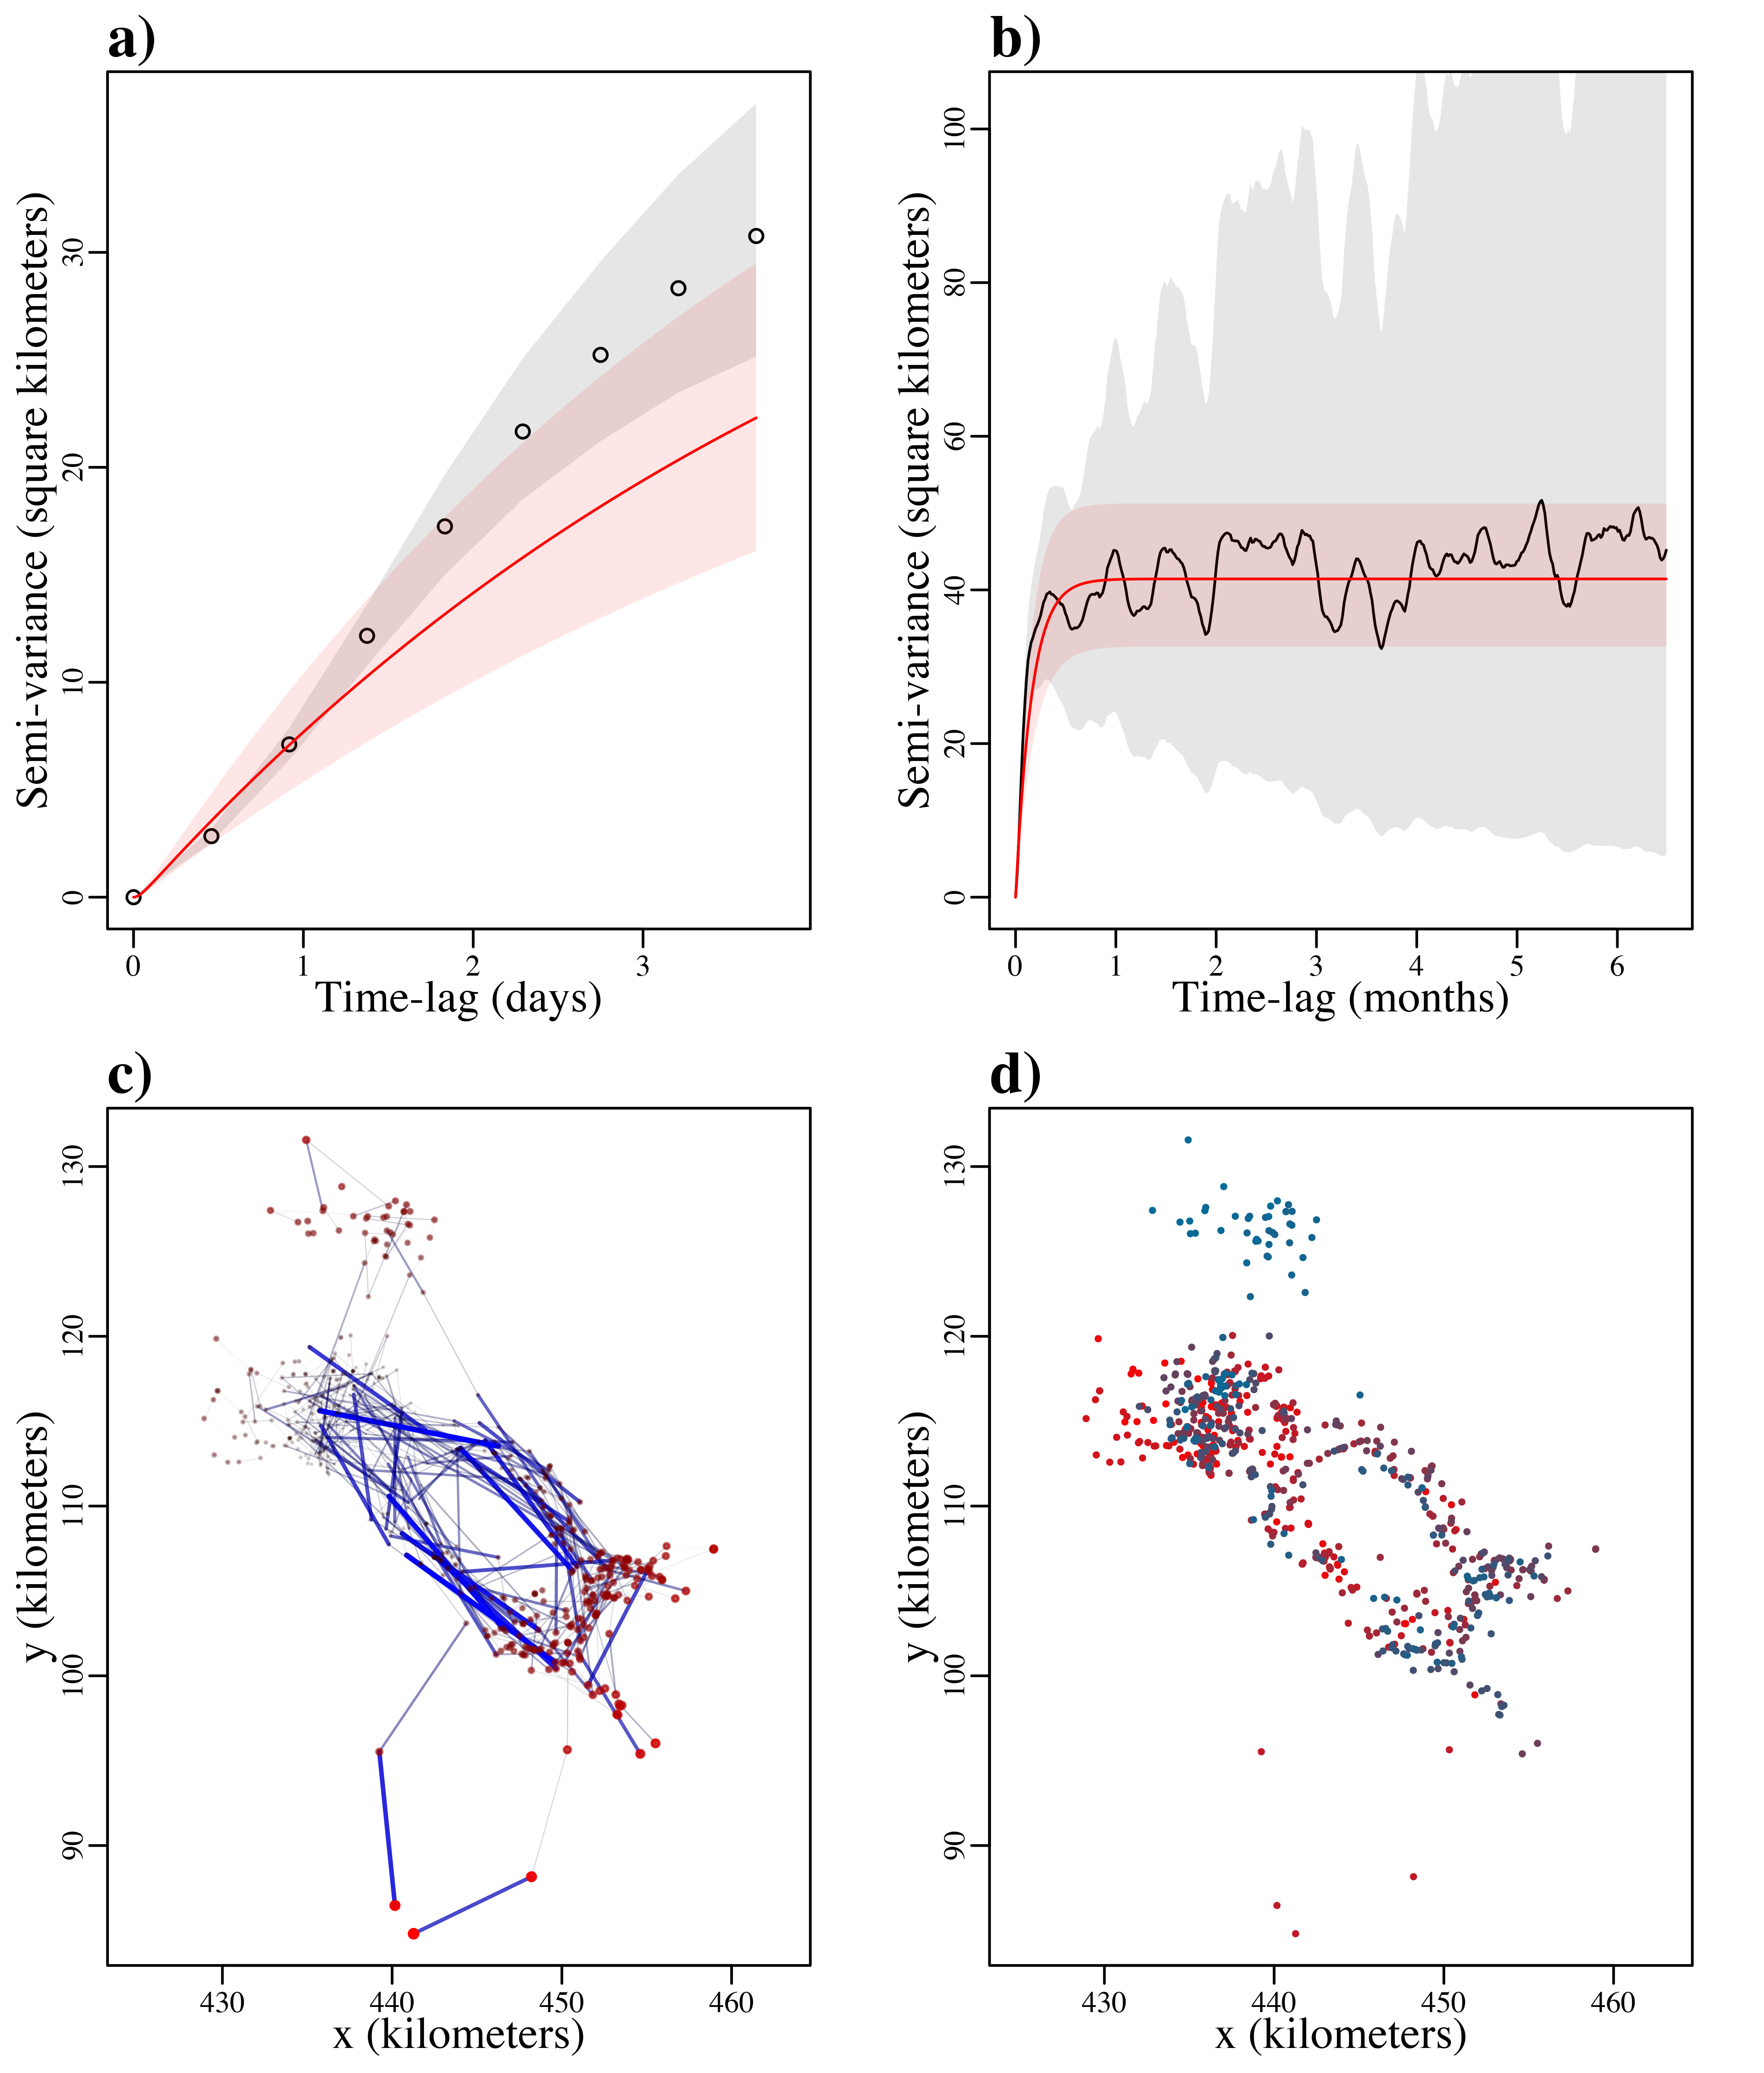 a)
Semi-variance (square kilometers)
0 10 20 30
0 1 2 3
Time-lag (days)
b)
Semi-variance (square kilometers)
0 20 40 60 80 100
0 1 2 3 4 5 6
Time-lag (months)
c)
y (kilometers)
90 100 110 120 130
430 440 450 460
x (kilometers)
d)
y (kilometers)
90 100 110 120 130
430 440 450 460
x (kilometers)